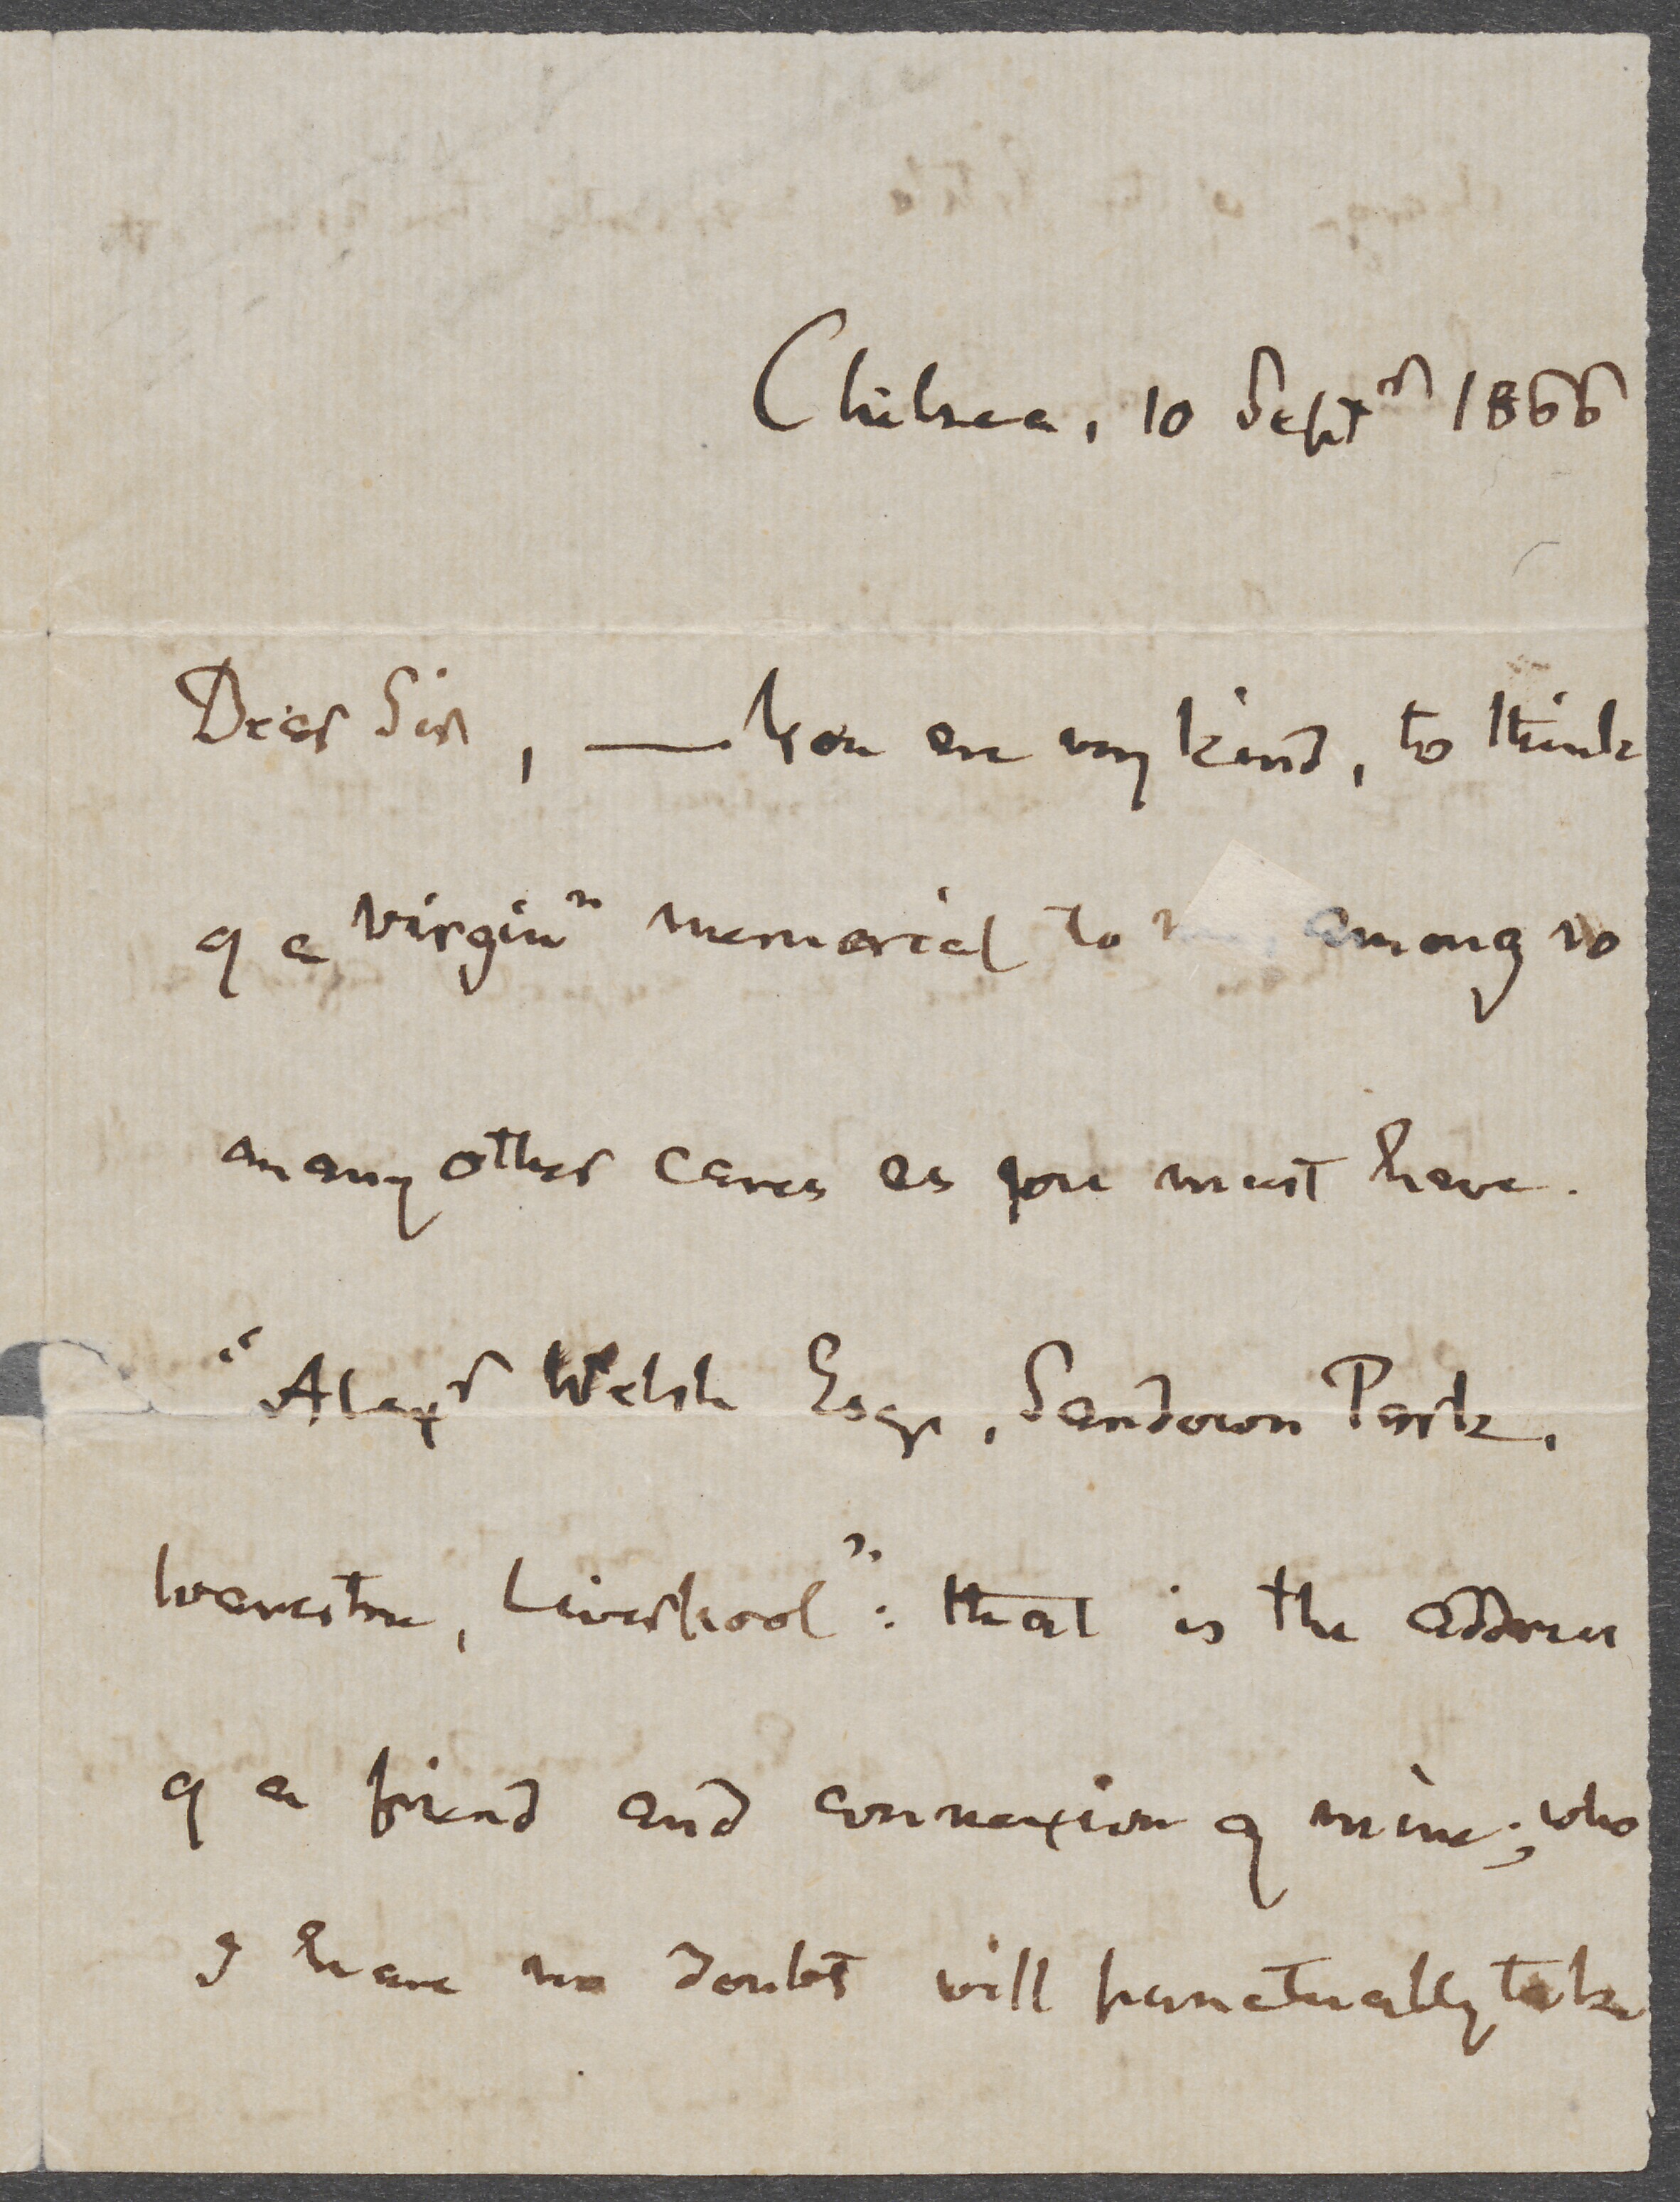 Chelsea, 10 Septr 1866
Dear Sir, — You are very kind, to think
of a Virginn memorial to among so
many other cares as you must have.
"Alexr Welsh Esqr, Sandown Park,
Wavertree, Liverpool": that is the address
of a friend and connexion of mine; who
I have no doubt will punctually take